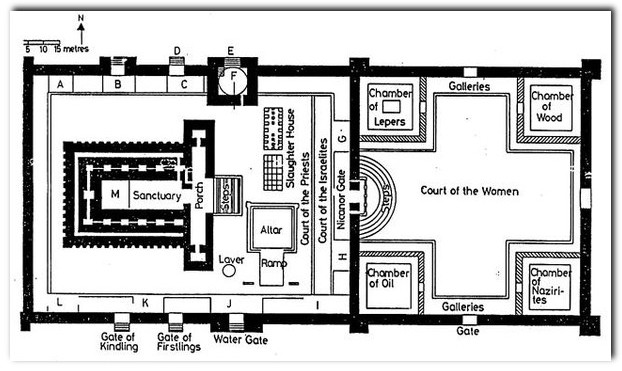 N
5 10 15 metres
D
E
A
B
C
F
Galleries
Chamber
of
Lepers
Chamber
of
Wood
G
Slaughter House
Court of the Priests
Court of the Israelites
Nicanor Gate
M
Sanctuary
Porch
Steps
Altar
Ramp
Laver
Steps
Court of the Women
H
Chamber
of Oil
Chamber
of
Naziri-
tes
Galleries
L
K
J
I
Gate of
Kindling
Gate of
Firstlings
Water Gate
Gate